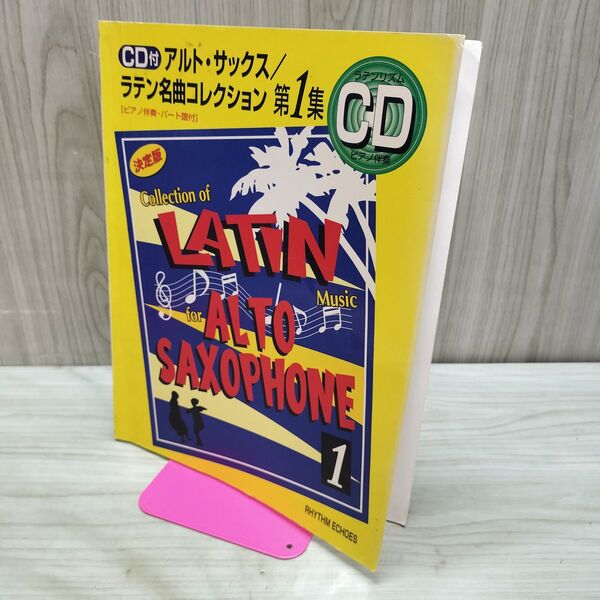 CD付 アルト・サックス/
ラテン名曲コレクション 第1集
[ピアノ伴奏・パート譜付]
ラテンリズム
CD
ピアノ伴奏
決定版
Collection of
LATIN
Music
for ALTO
SAXOPHONE
1
RHYTHM ECHOES